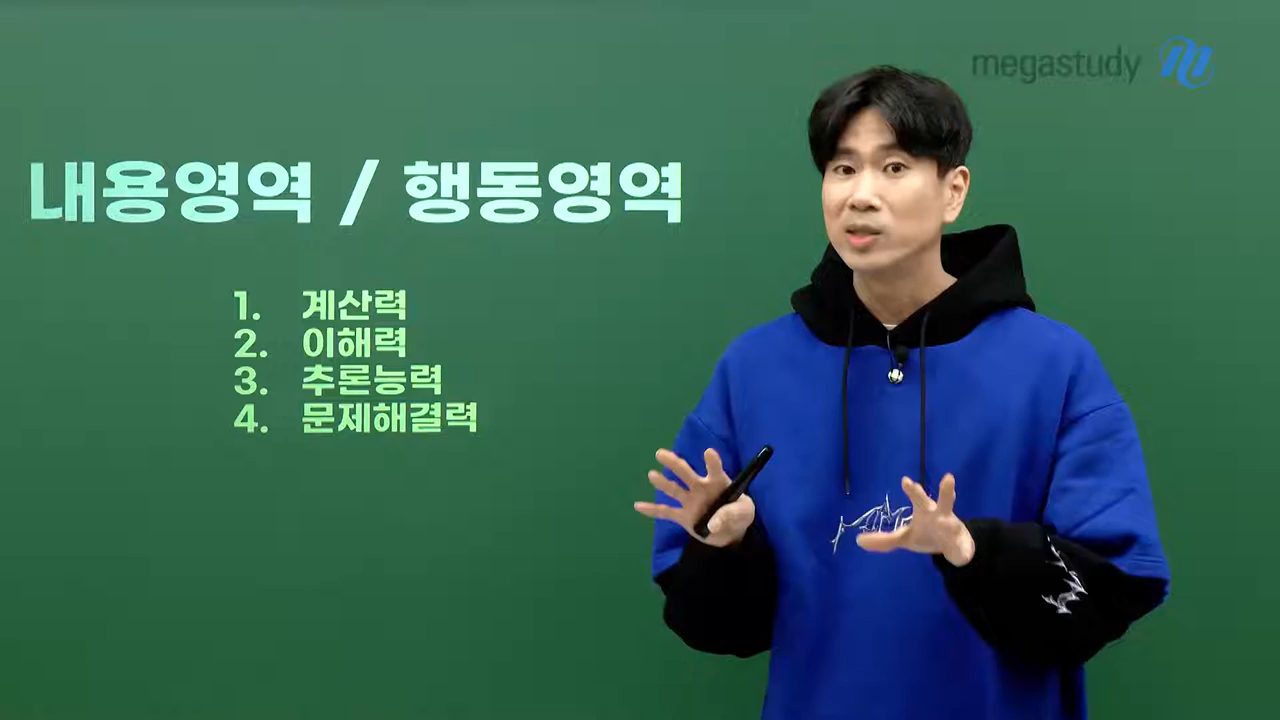 megastudy
내용영역 / 행동영역
1. 계산력
2. 이해력
3. 추론능력
4. 문제해결력